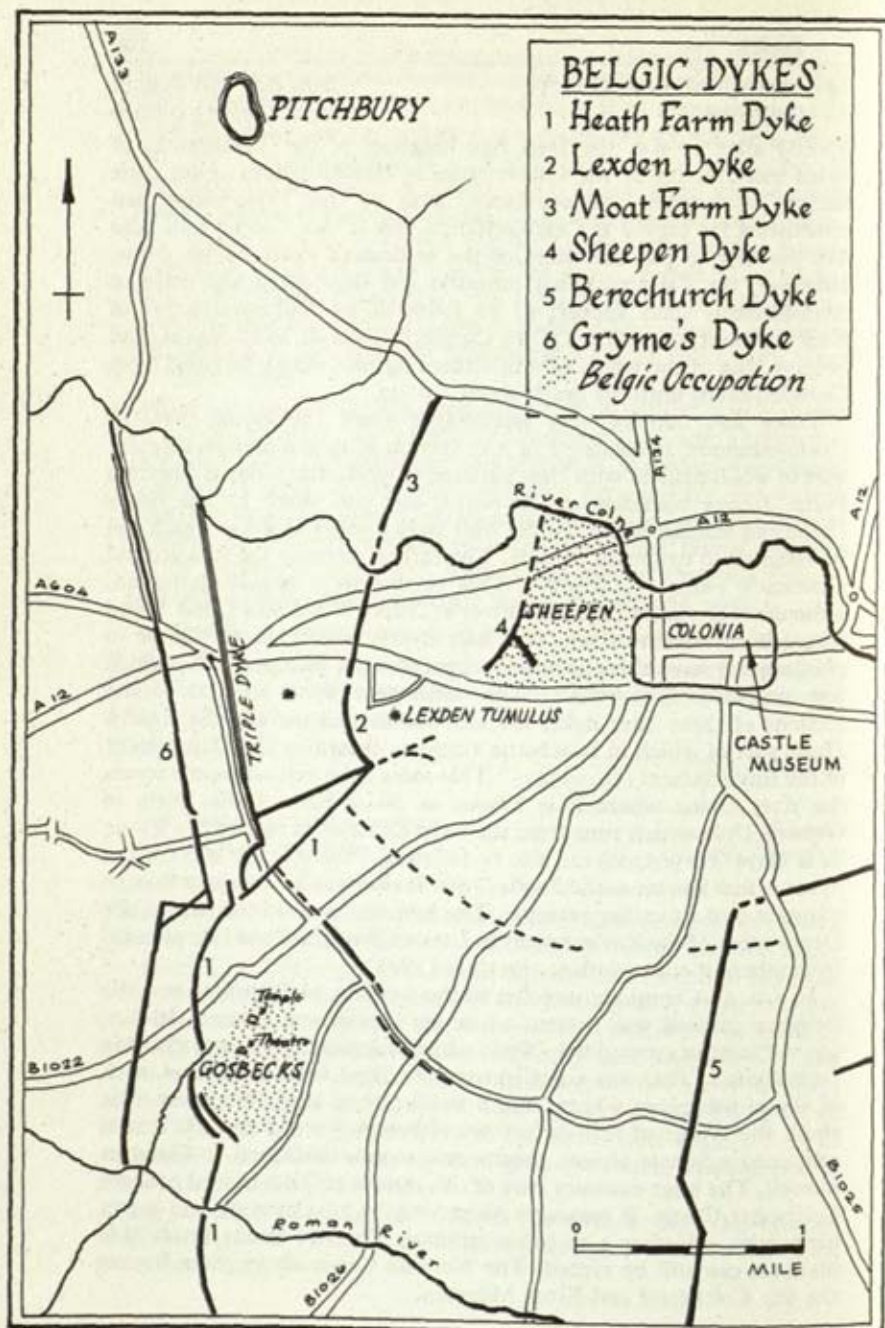 A133
PITCHBURY
BELGIC DYKES
1 Heath Farm Dyke
2 Lexden Dyke
3 Moat Farm Dyke
4 Sheepen Dyke
5 Berechurch Dyke
6 Gryme's Dyke
Belgic Occupation
3
A134
River Colne
A12
A12
A604
SHEEPEN
4
COLONIA
A12
TRIPLE DYKE
2
LEXDEN TUMULUS
CASTLE
MUSEUM
6
1
1
Temple
Theatre
GOSBECKS
B1022
5
B1025
Roman River
1
B1026
0
MILE